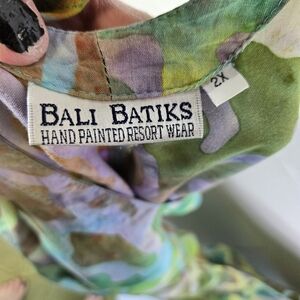 BALI BATIKS
HAND PAINTED RESORT WEAR
2X